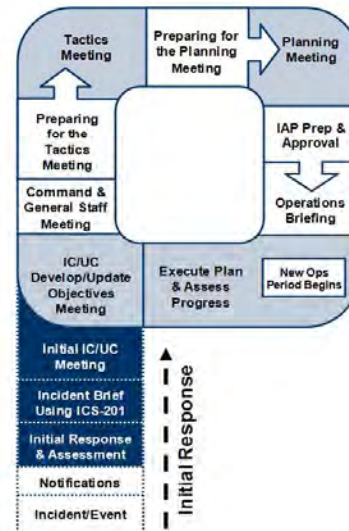 Tactics
Meeting
Preparing for
the Planning
Meeting
Planning
Meeting
Preparing
for the
Tactics
Meeting
IAP Prep &
Approval
Command &
General Staff
Meeting
Operations
Briefing
IC/UC
Develop/Update
Objectives
Meeting
Execute Plan
& Assess
Progress
New Ops
Period Begins
Initial IC/UC
Meeting
Incident Brief
Using ICS-201
Initial Response
& Assessment
Notifications
Incident/Event
Initial Response